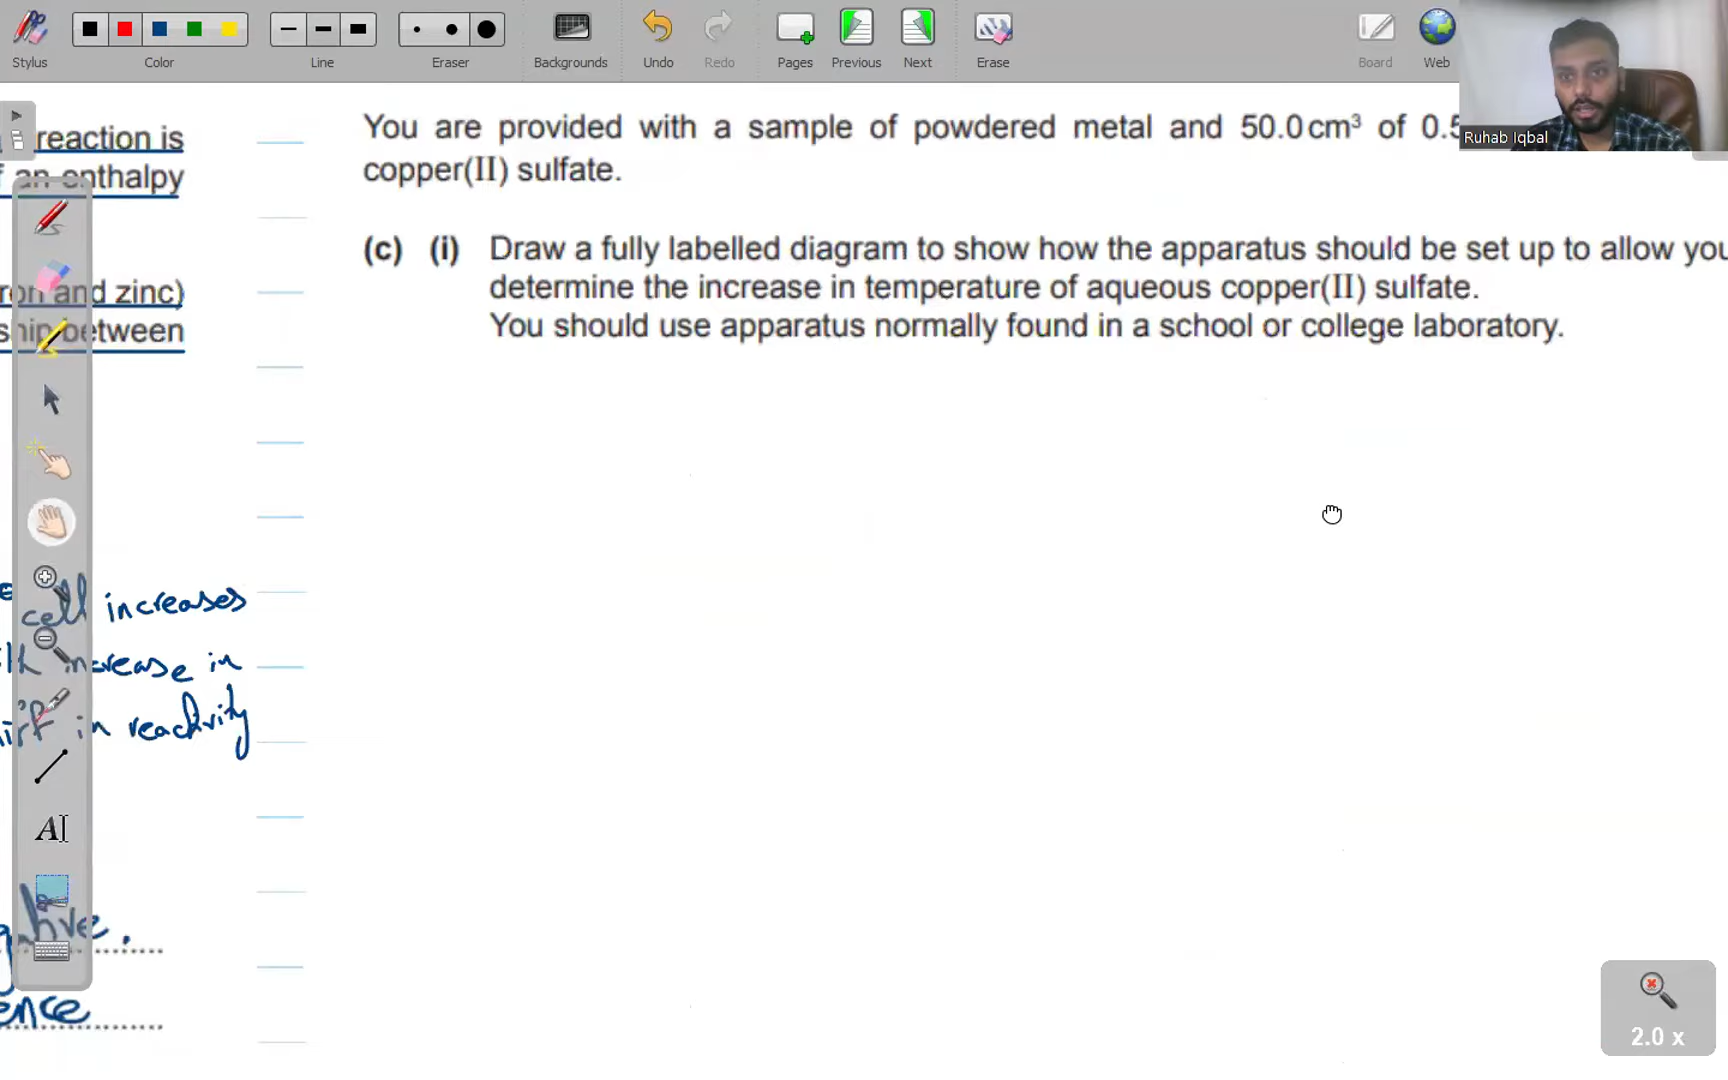 Stylus
Color
Line
Eraser
Backgrounds
Undo
Redo
Pages
Previous
Next
Erase
Board
Web
Ruhab Iqbal
reaction is
an enthalpy
and zinc)
between
cell increases
increase in
in reactivity
You are provided with a sample of powdered metal and 50.0 cm³ of 0.5
copper(II) sulfate.
(c) (i) Draw a fully labelled diagram to show how the apparatus should be set up to allow you
determine the increase in temperature of aqueous copper(II) sulfate.
You should use apparatus normally found in a school or college laboratory.
2.0 x